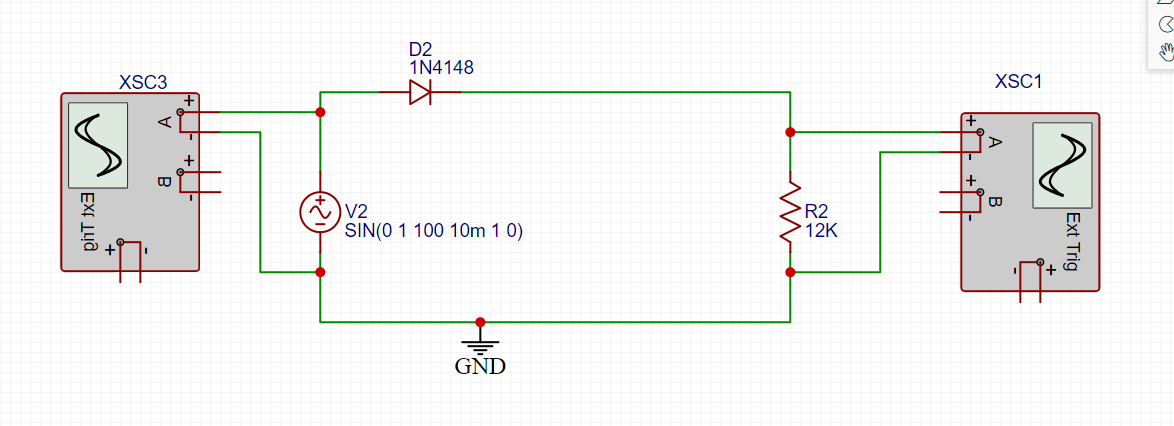 D2
1N4148
XSC3
XSC1
+
A
-
+
B
-
Ext Trig
+
-
+
-
V2
SIN(0 1 100 10m 1 0)
R2
12K
+
A
-
+
B
-
Ext Trig
-
+
GND